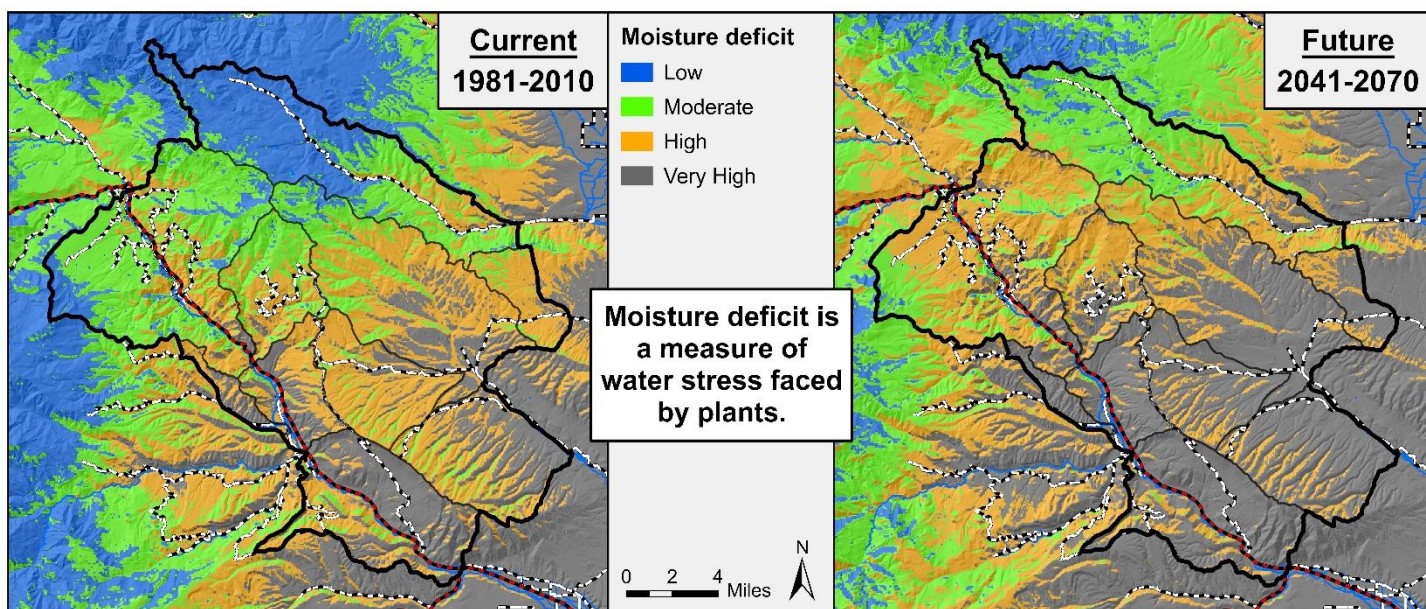 Current
1981-2010
Moisture deficit
Low
Moderate
High
Very High
Moisture deficit is
a measure of
water stress faced
by plants.
0 2 4
Miles
N
Future
2041-2070